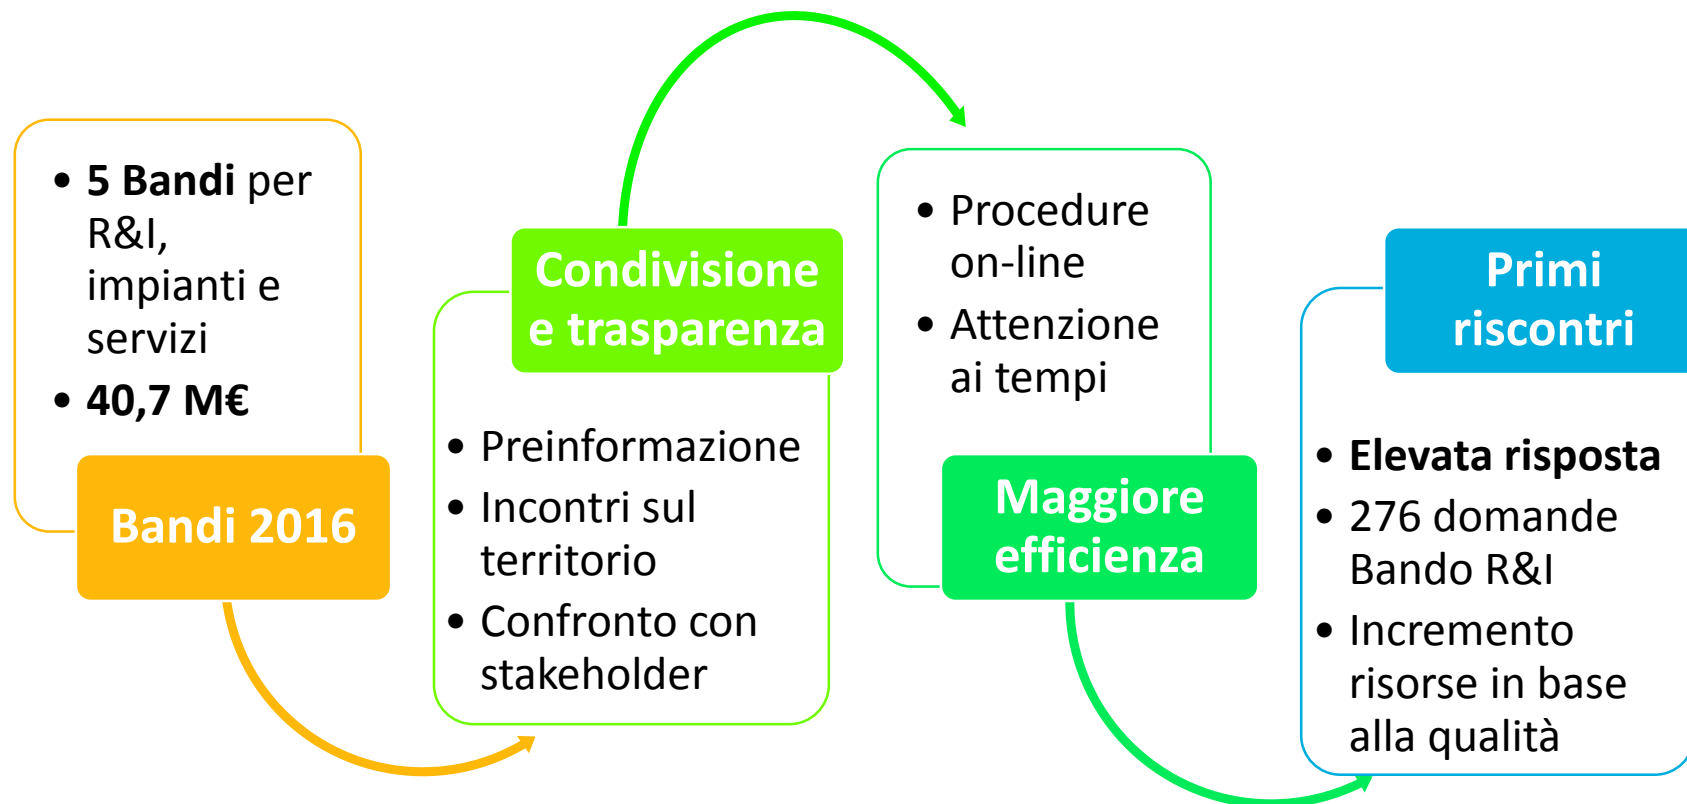 • 5 Bandi per
R&I,
impianti e
servizi
• 40,7 M€
Bandi 2016
Condivisione
e trasparenza
• Preinformazione
• Incontri sul
territorio
• Confronto con
stakeholder
• Procedure
on-line
• Attenzione
ai tempi
Maggiore
efficienza
Primi
riscontri
• Elevata risposta
• 276 domande
Bando R&I
• Incremento
risorse in base
alla qualità